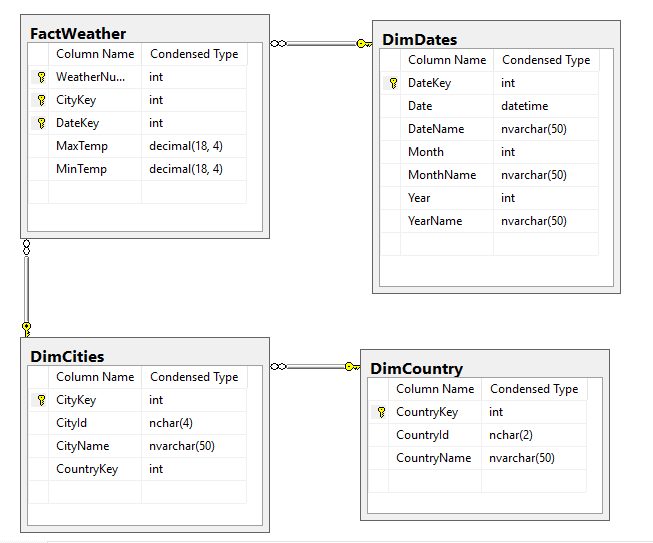 FactWeather
Column Name Condensed Type
WeatherNu... int
CityKey int
DateKey int
MaxTemp decimal(18, 4)
MinTemp decimal(18, 4)
DimDates
Column Name Condensed Type
DateKey int
Date datetime
DateName nvarchar(50)
Month int
MonthName nvarchar(50)
Year int
YearName nvarchar(50)
DimCities
Column Name Condensed Type
CityKey int
CityId nchar(4)
CityName nvarchar(50)
CountryKey int
DimCountry
Column Name Condensed Type
CountryKey int
CountryId nchar(2)
CountryName nvarchar(50)